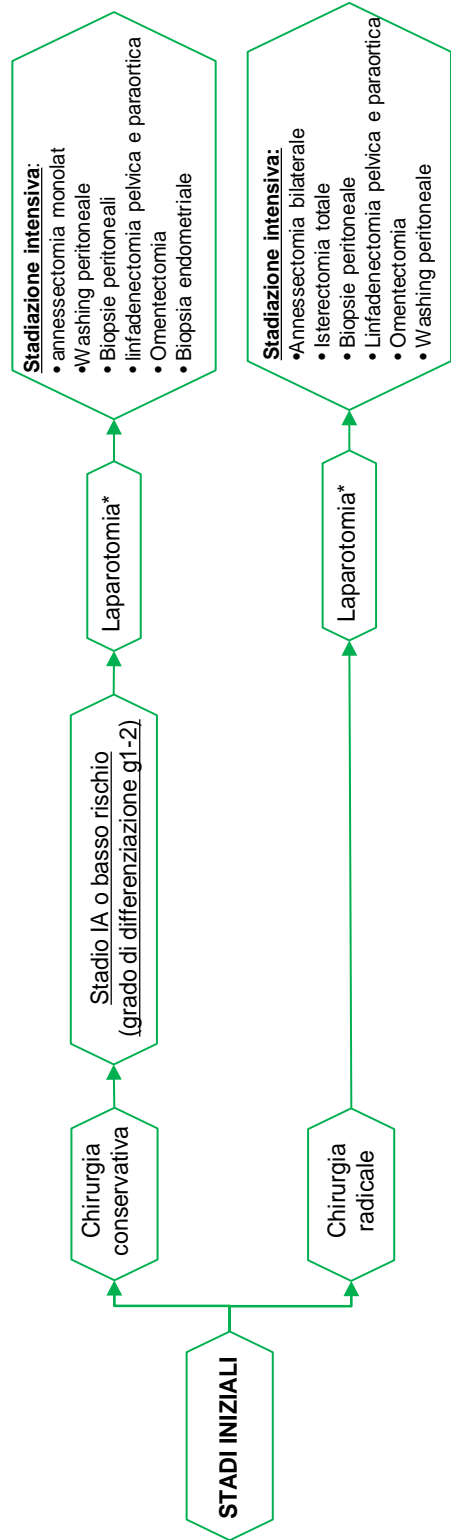 STADI INIZIALI
Chirurgia
conservativa
Stadio IA o basso rischio
(grado di differenziazione g1-2)
Laparotomia*
Stadiazione intensiva:
• annessectomia monolat
•Washing peritoneale
• Biopsie peritoneali
• linfadenectomia pelvica e paraortica
• Omentectomia
• Biopsia endometriale
Chirurgia
radicale
Laparotomia*
Stadiazione intensiva:
•Annessectomia bilaterale
• Isterectomia totale
• Biopsie peritoneale
• Linfadenectomia pelvica e paraortica
• Omentectomia
• Washing peritoneale